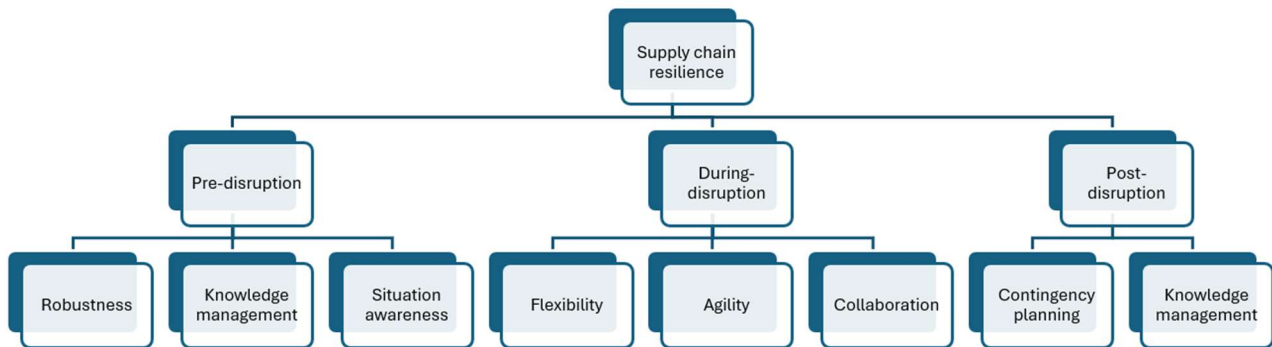 Supply chain
resilience
Pre-disruption
During-
disruption
Post-
disruption
Robustness
Knowledge
management
Situation
awareness
Flexibility
Agility
Collaboration
Contingency
planning
Knowledge
management